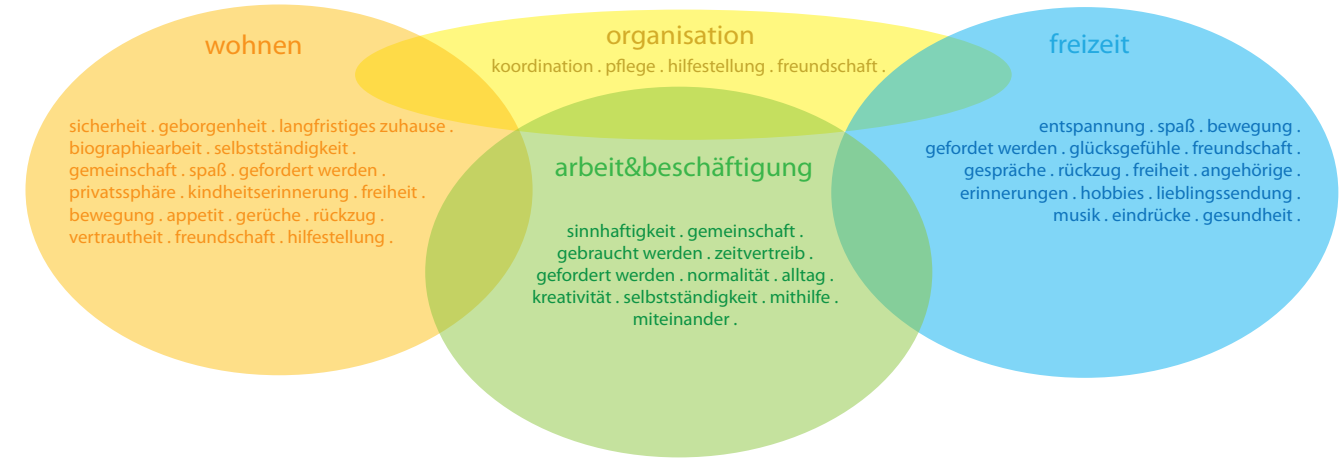 wohnen
sicherheit . geborgenheit . langfristiges zuhause .
biographiearbeit . selbstständigkeit .
gemeinschaft . spaß . gefordert werden .
privatssphäre . kindheitserinnerung . freiheit .
bewegung . appetit . gerüche . rückzug .
vertrautheit . freundschaft . hilfestellung .
organisation
koordination . pflege . hilfestellung . freundschaft .
arbeit&beschäftigung
sinnhaftigkeit . gemeinschaft .
gebraucht werden . zeitvertreib .
gefordert werden . normalität . alltag .
kreativität . selbstständigkeit . mithilfe .
miteinander .
freizeit
entspannung . spaß . bewegung .
gefordet werden . glücksgefühle . freundschaft .
gespräche . rückzug . freiheit . angehörige .
erinnerungen . hobbies . lieblingssendung .
musik . eindrücke . gesundheit .